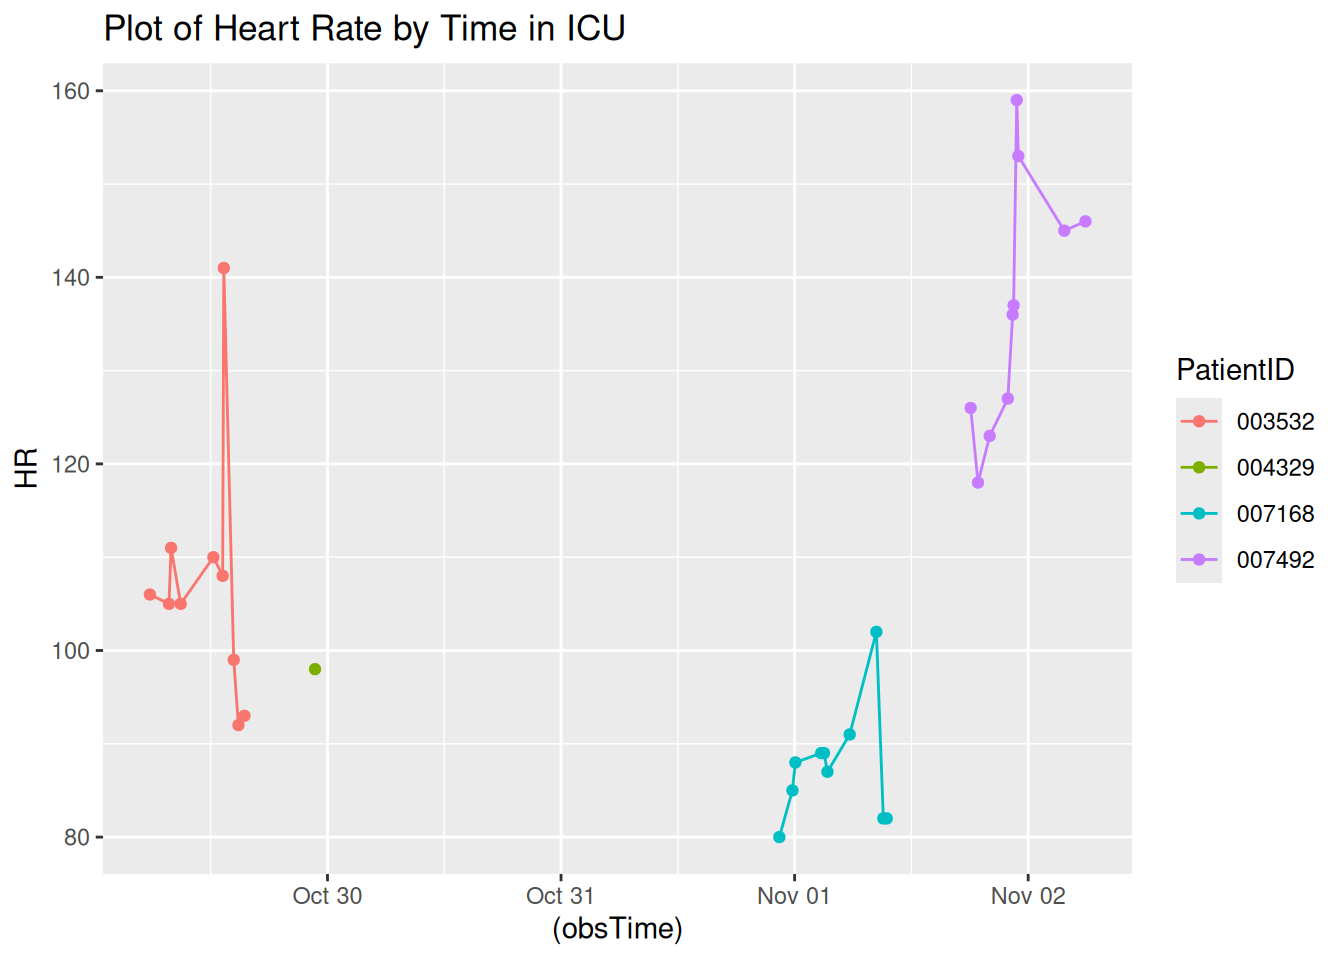 Plot of Heart Rate by Time in ICU
160
140
120
100
80
HR
Oct 30
Oct 31
Nov 01
Nov 02
(obsTime)
PatientID
003532
004329
007168
007492